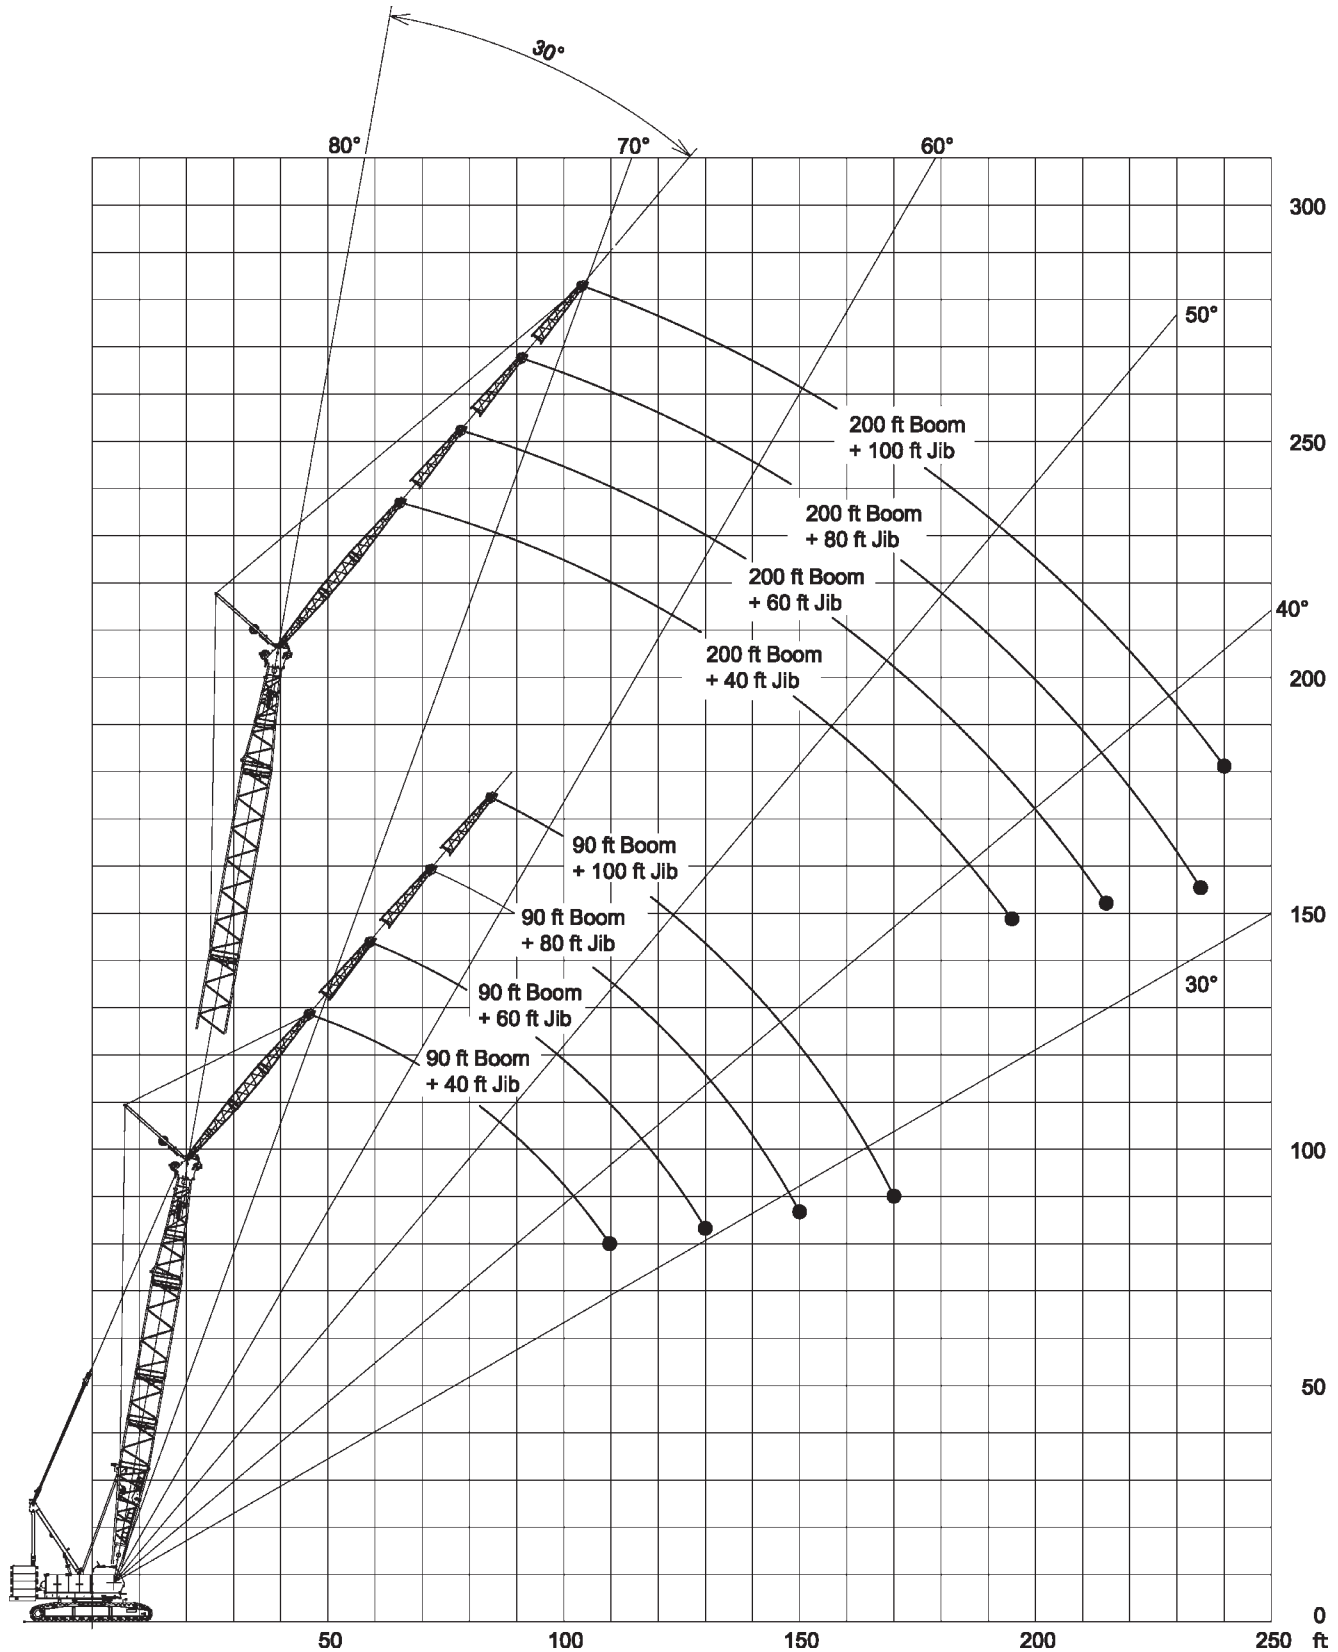 30°
80°
70°
60°
300
50°
200 ft Boom
+ 100 ft Jib
250
200 ft Boom
+ 80 ft Jib
200 ft Boom
+ 60 ft Jib
40°
200 ft Boom
+ 40 ft Jib
200
90 ft Boom
+ 100 ft Jib
90 ft Boom
+ 80 ft Jib
150
30°
90 ft Boom
+ 60 ft Jib
90 ft Boom
+ 40 ft Jib
100
50
0
50 100 150 200 250 ft